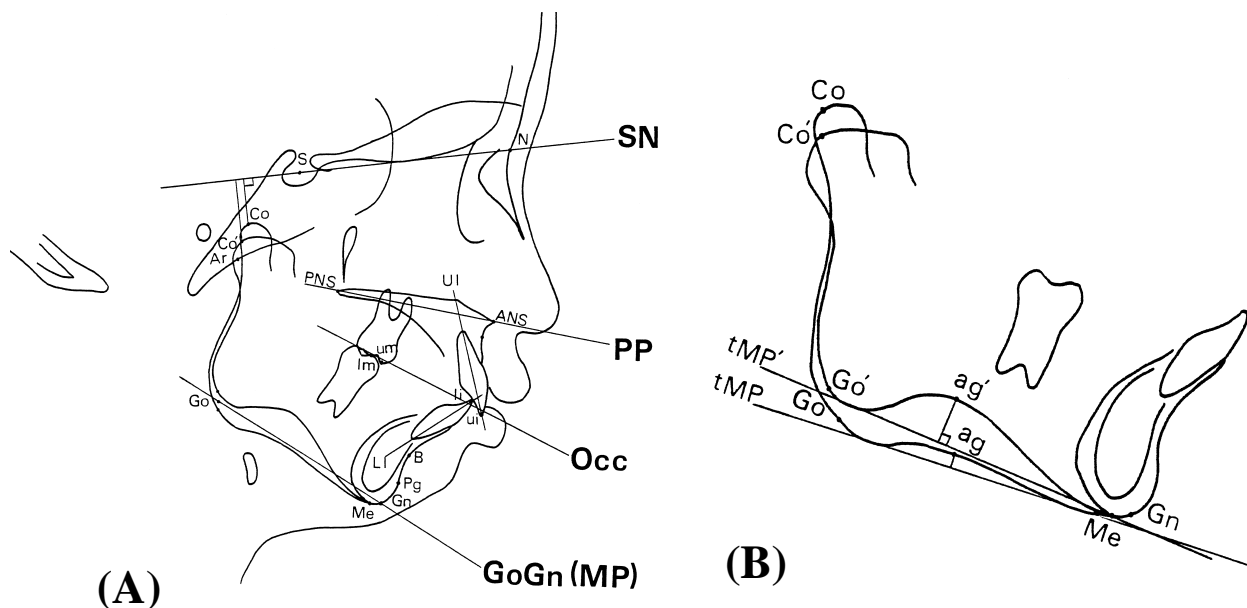 SN
N
S
Co
Co'
Ar
PNS
UI
ANS
PP
um
lm
li
ui
Go
Occ
LI
B
Pg
Gn
Me
GoGn (MP)
(A)
Co
Co'
tMP'
tMP
Go'
Go
ag'
ag
Me
Gn
(B)